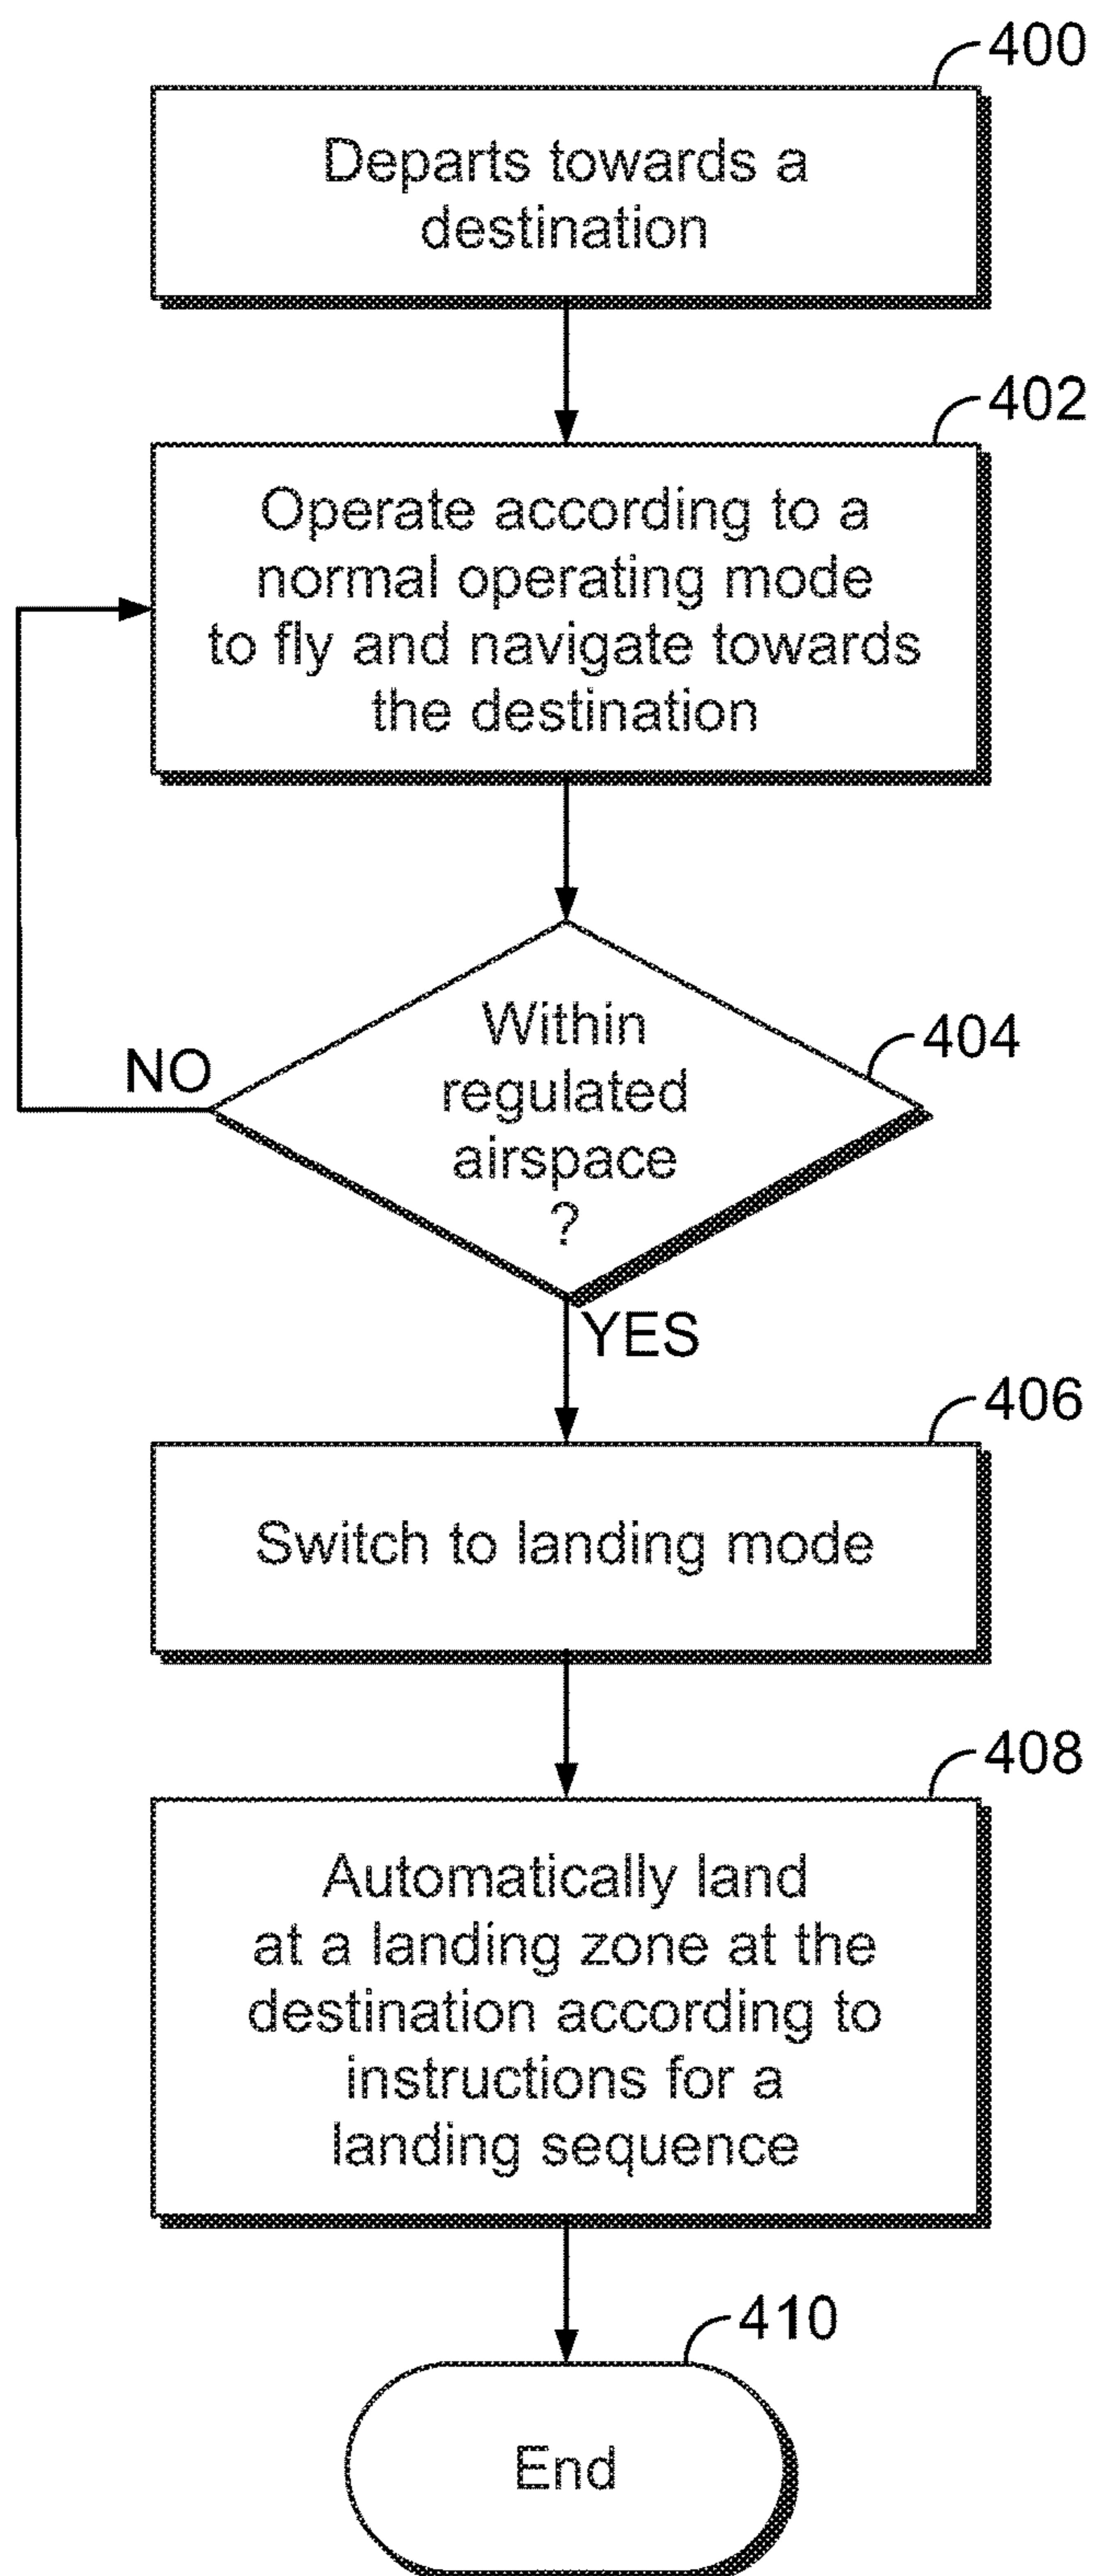 400
Departs towards a
destination
402
Operate according to a
normal operating mode
to fly and navigate towards
the destination
404
Within
regulated
airspace
?
NO
YES
406
Switch to landing mode
408
Automatically land
at a landing zone at the
destination according to
instructions for a
landing sequence
410
End